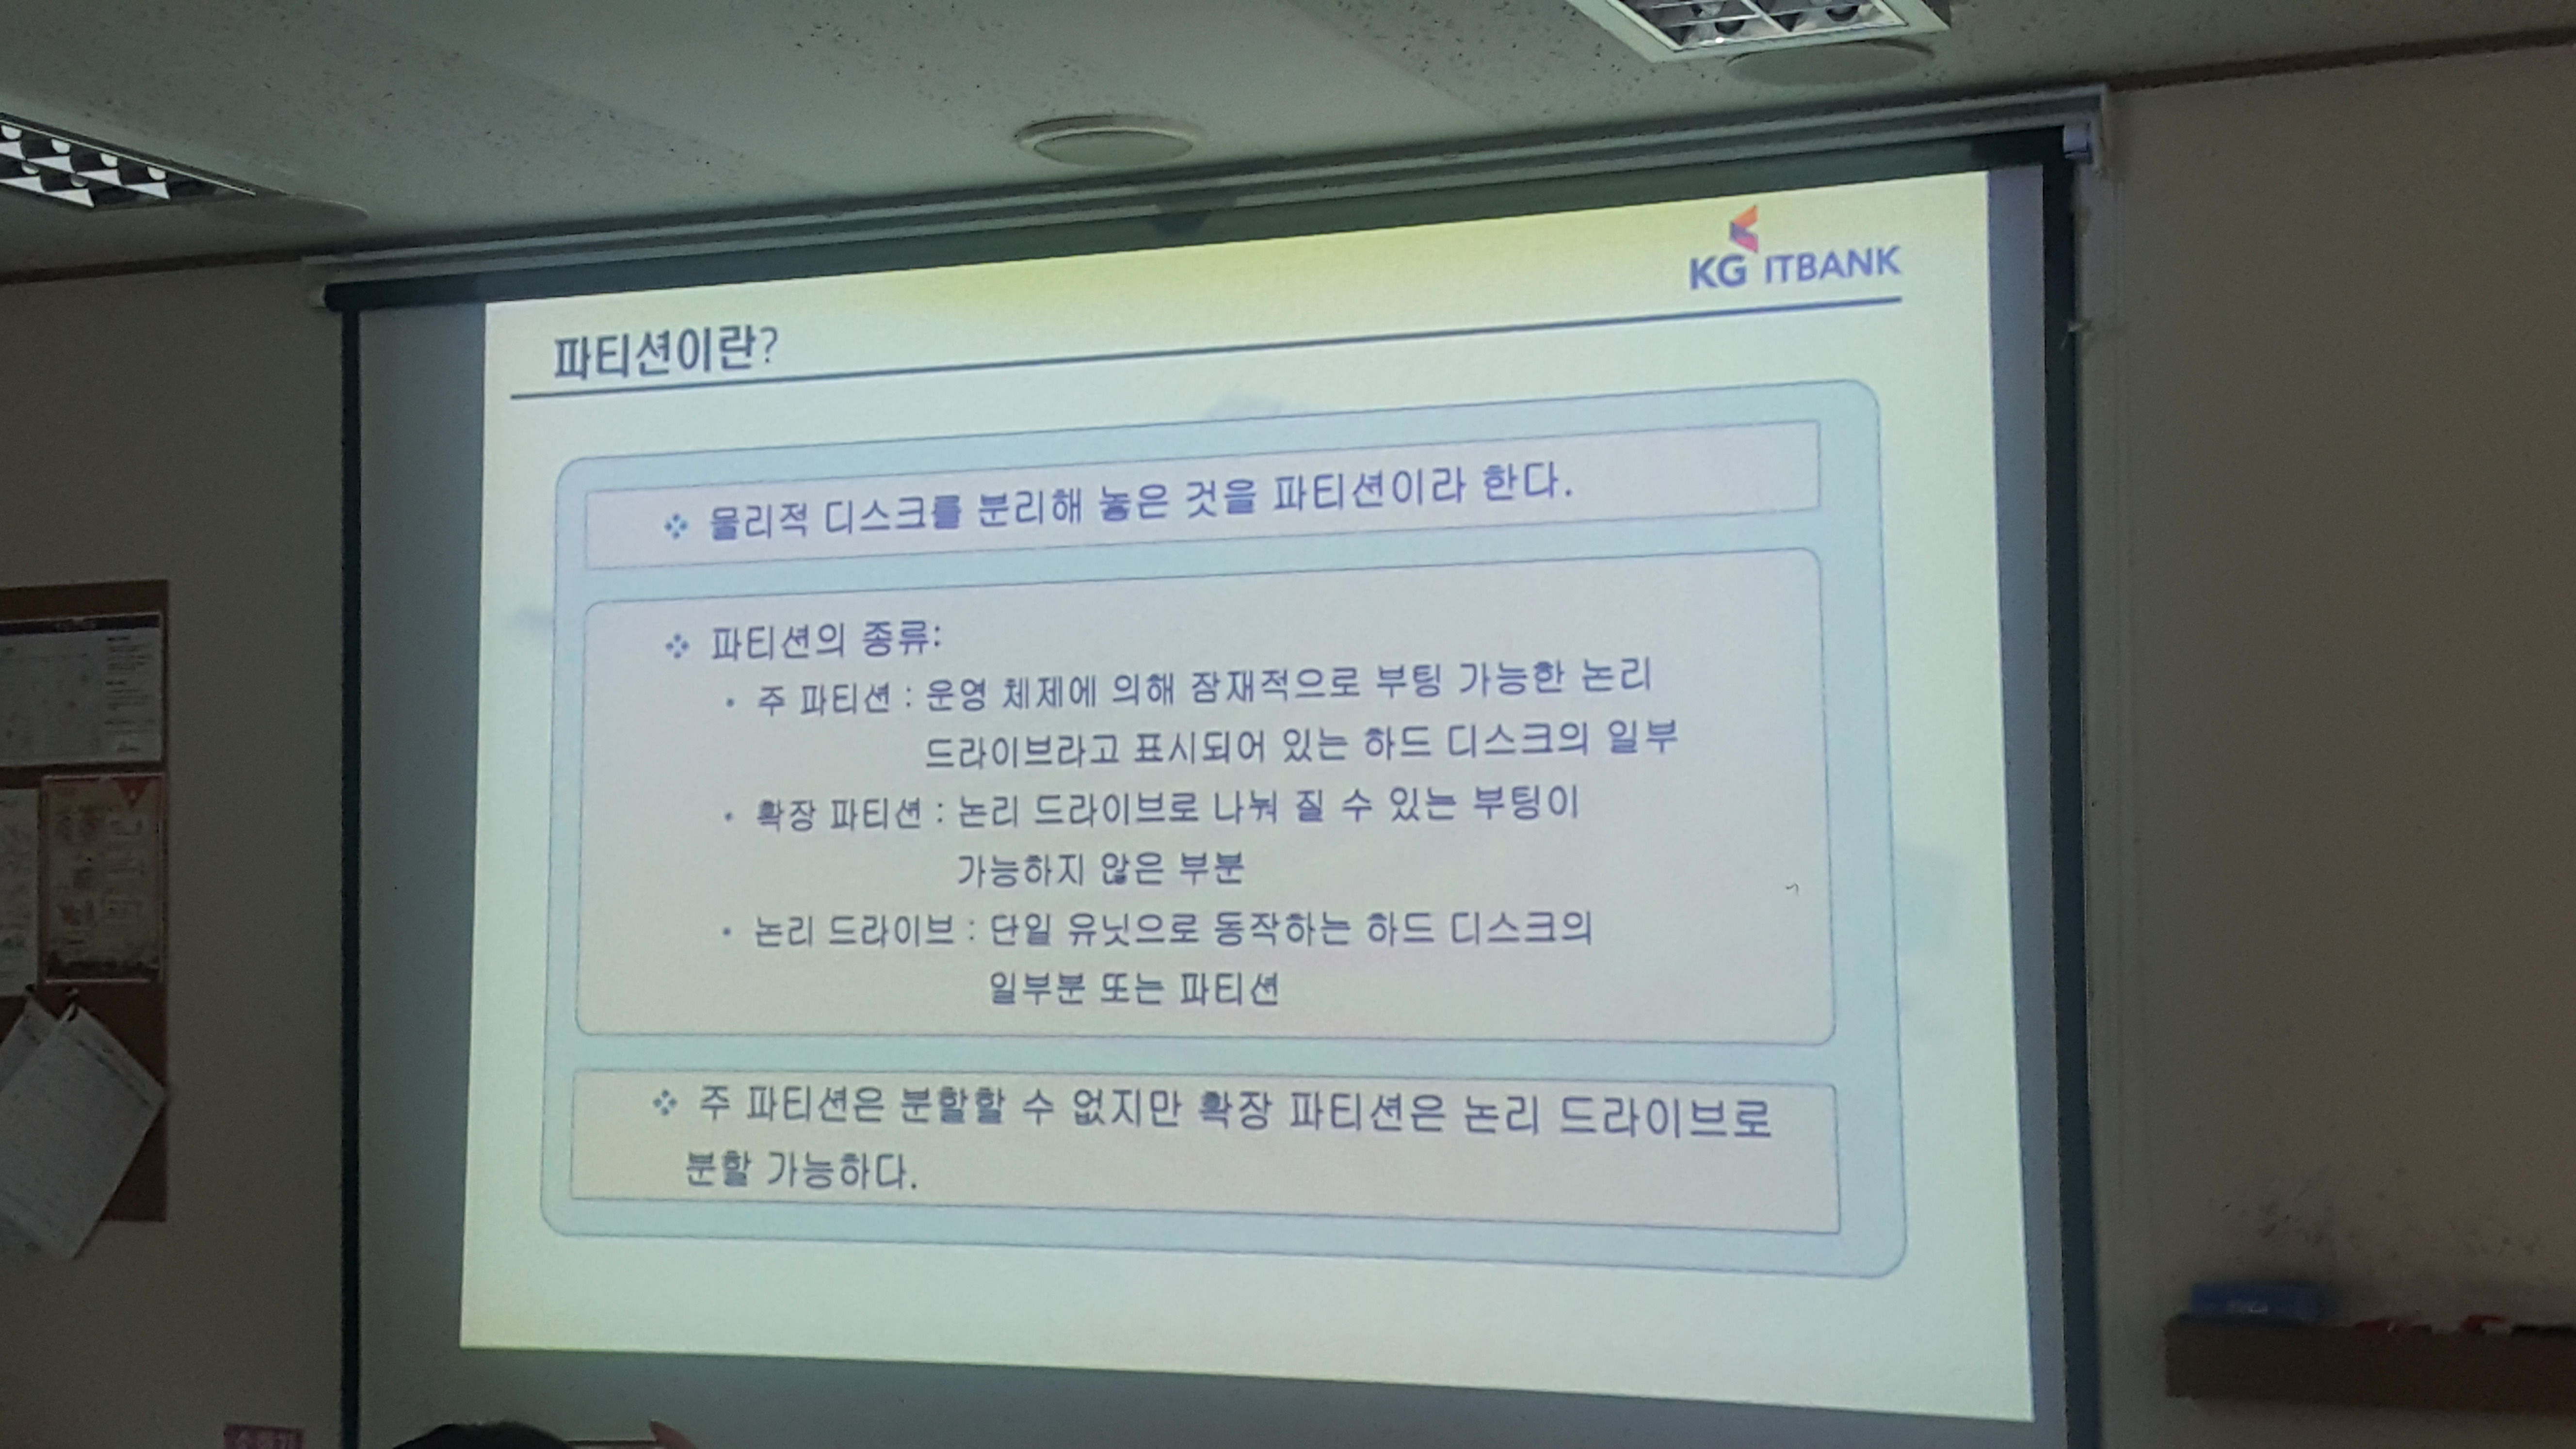 KG ITBANK
파티션이란?
❖ 물리적 디스크를 분리해 놓은 것을 파티션이라 한다.
❖ 파티션의 종류:
• 주 파티션 : 운영 체제에 의해 잠재적으로 부팅 가능한 논리
드라이브라고 표시되어 있는 하드 디스크의 일부
• 확장 파티션 : 논리 드라이브로 나눠 질 수 있는 부팅이
가능하지 않은 부분
• 논리 드라이브 : 단일 유닛으로 동작하는 하드 디스크의
일부분 또는 파티션
❖ 주 파티션은 분할할 수 없지만 확장 파티션은 논리 드라이브로
분할 가능하다.